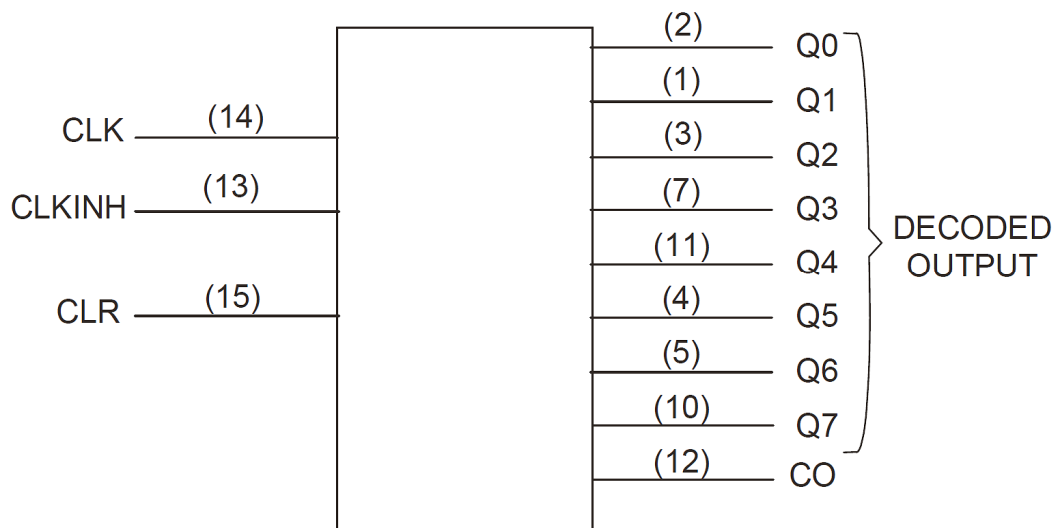 (2) Q0
(1) Q1
CLK (14)
(3) Q2
CLKINH (13)
(7) Q3
DECODED
OUTPUT
(11) Q4
CLR (15)
(4) Q5
(5) Q6
(10) Q7
(12) CO